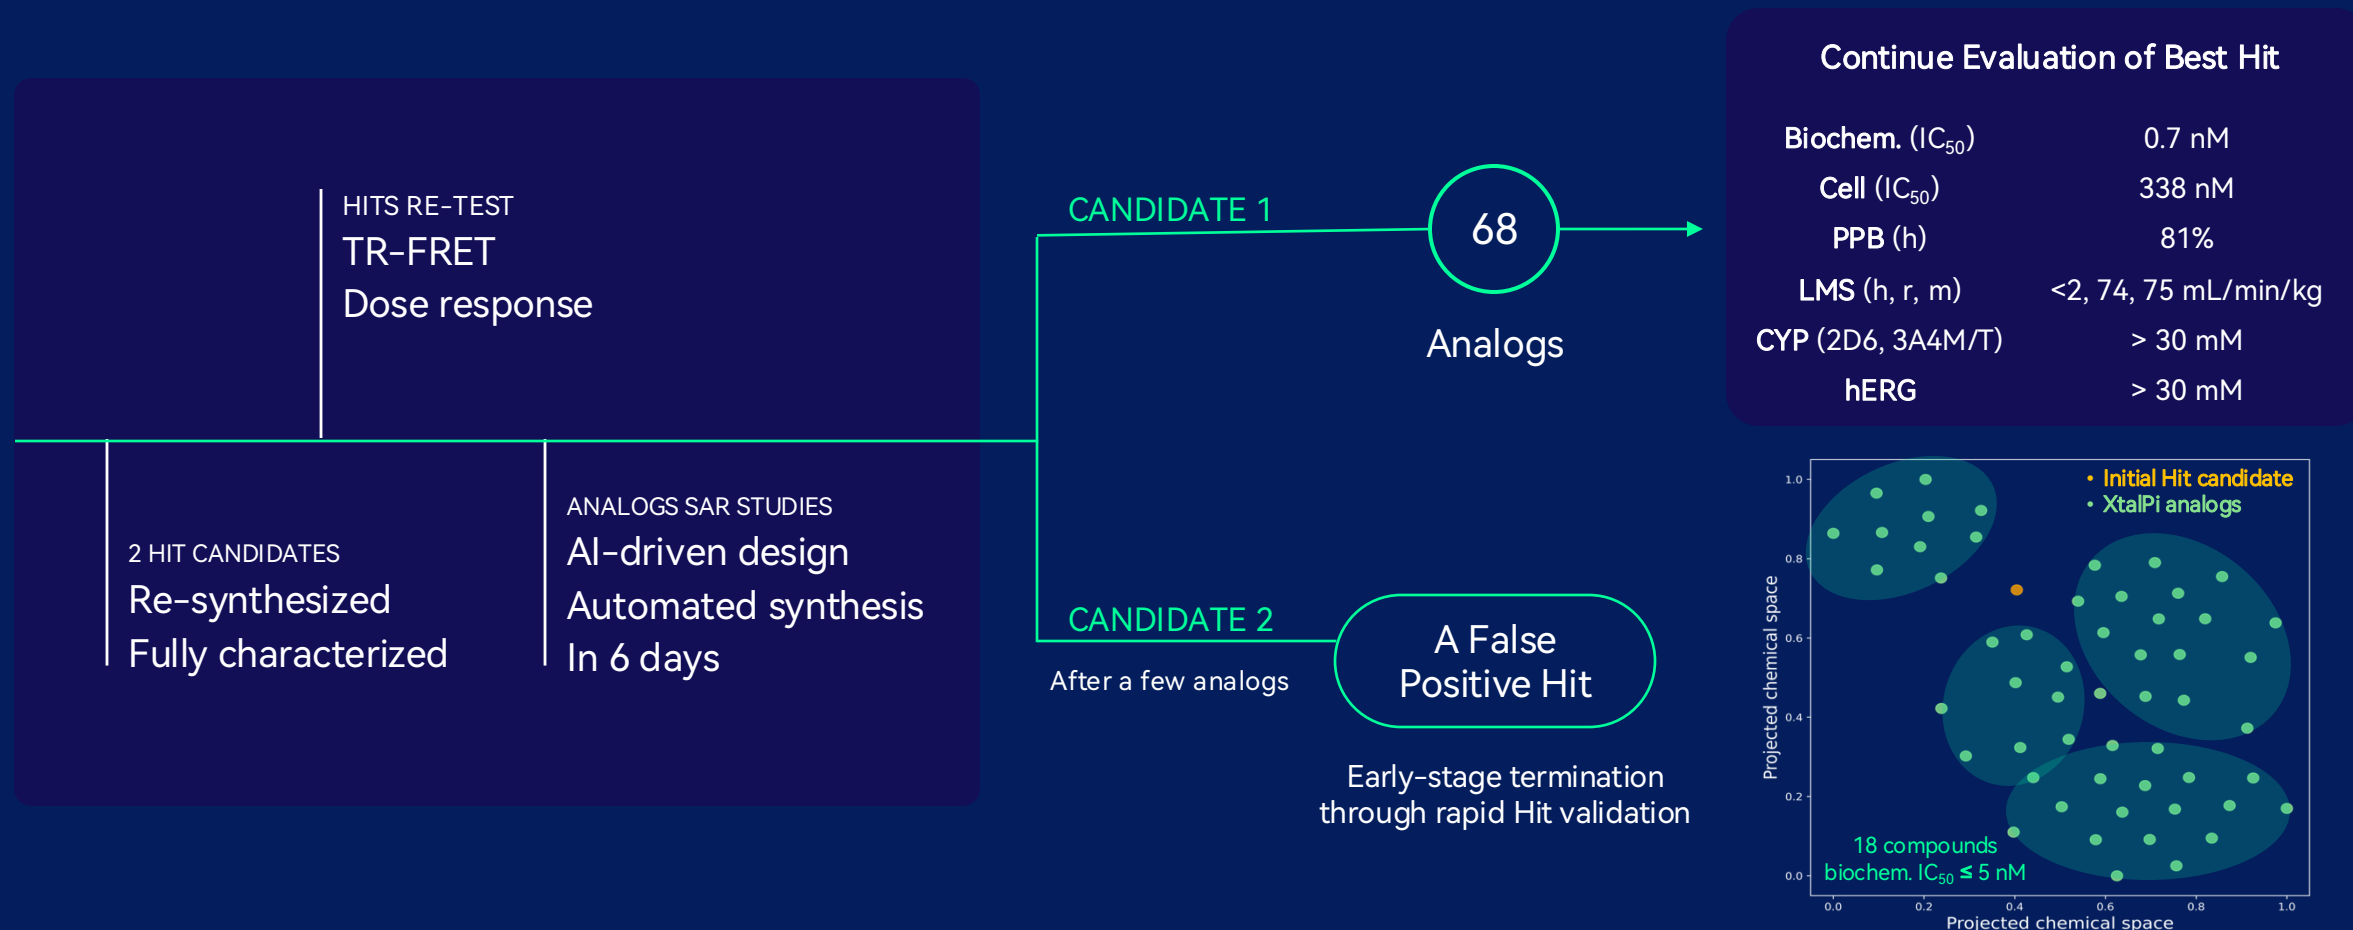 HITS RE-TEST
TR-FRET
Dose response
2 HIT CANDIDATES
Re-synthesized
Fully characterized
ANALOGS SAR STUDIES
AI-driven design
Automated synthesis
In 6 days
CANDIDATE 1
68
Analogs
CANDIDATE 2
After a few analogs
A False
Positive Hit
Early-stage termination
through rapid Hit validation
Continue Evaluation of Best Hit
Biochem. (IC50) 0.7 nM
Cell (IC50) 338 nM
PPB (h) 81%
LMS (h, r, m) <2, 74, 75 mL/min/kg
CYP (2D6, 3A4M/T) > 30 mM
hERG > 30 mM
• Initial Hit candidate
• XtalPi analogs
Projected chemical space
1.0
0.8
0.6
0.4
0.2
0.0
18 compounds
biochem. IC50 ≤ 5 nM
0.0 0.2 0.4 0.6 0.8 1.0
Projected chemical space